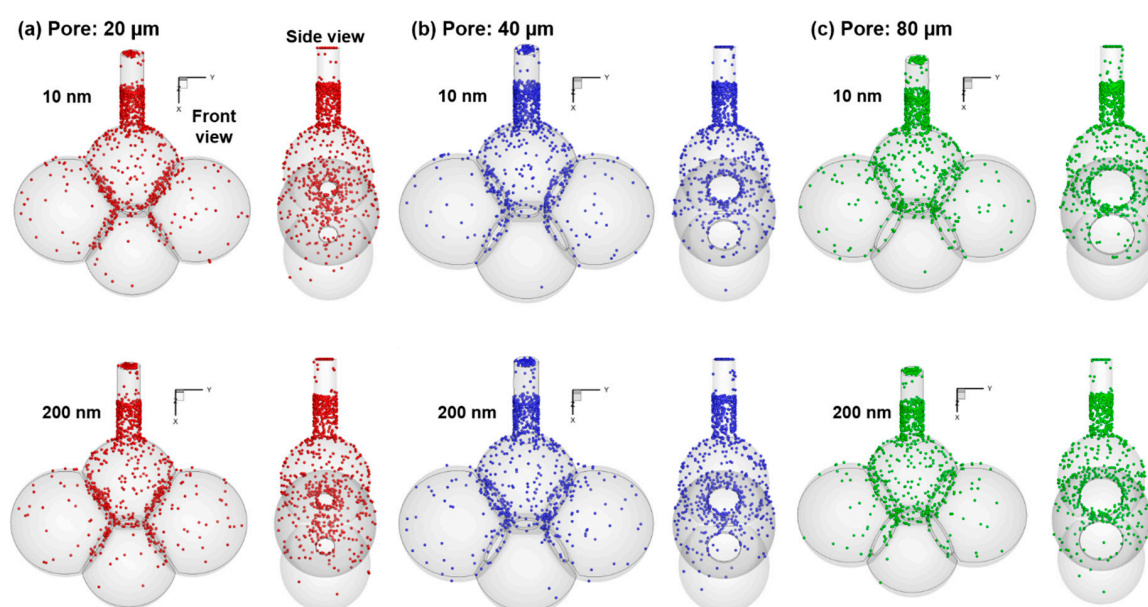 (a) Pore: 20 µm
Side view
(b) Pore: 40 µm
(c) Pore: 80 µm
10 nm
Y
Z
X
Front
view
10 nm
Y
Z
X
10 nm
Y
Z
X
200 nm
Y
Z
X
200 nm
Y
Z
X
200 nm
Y
Z
X